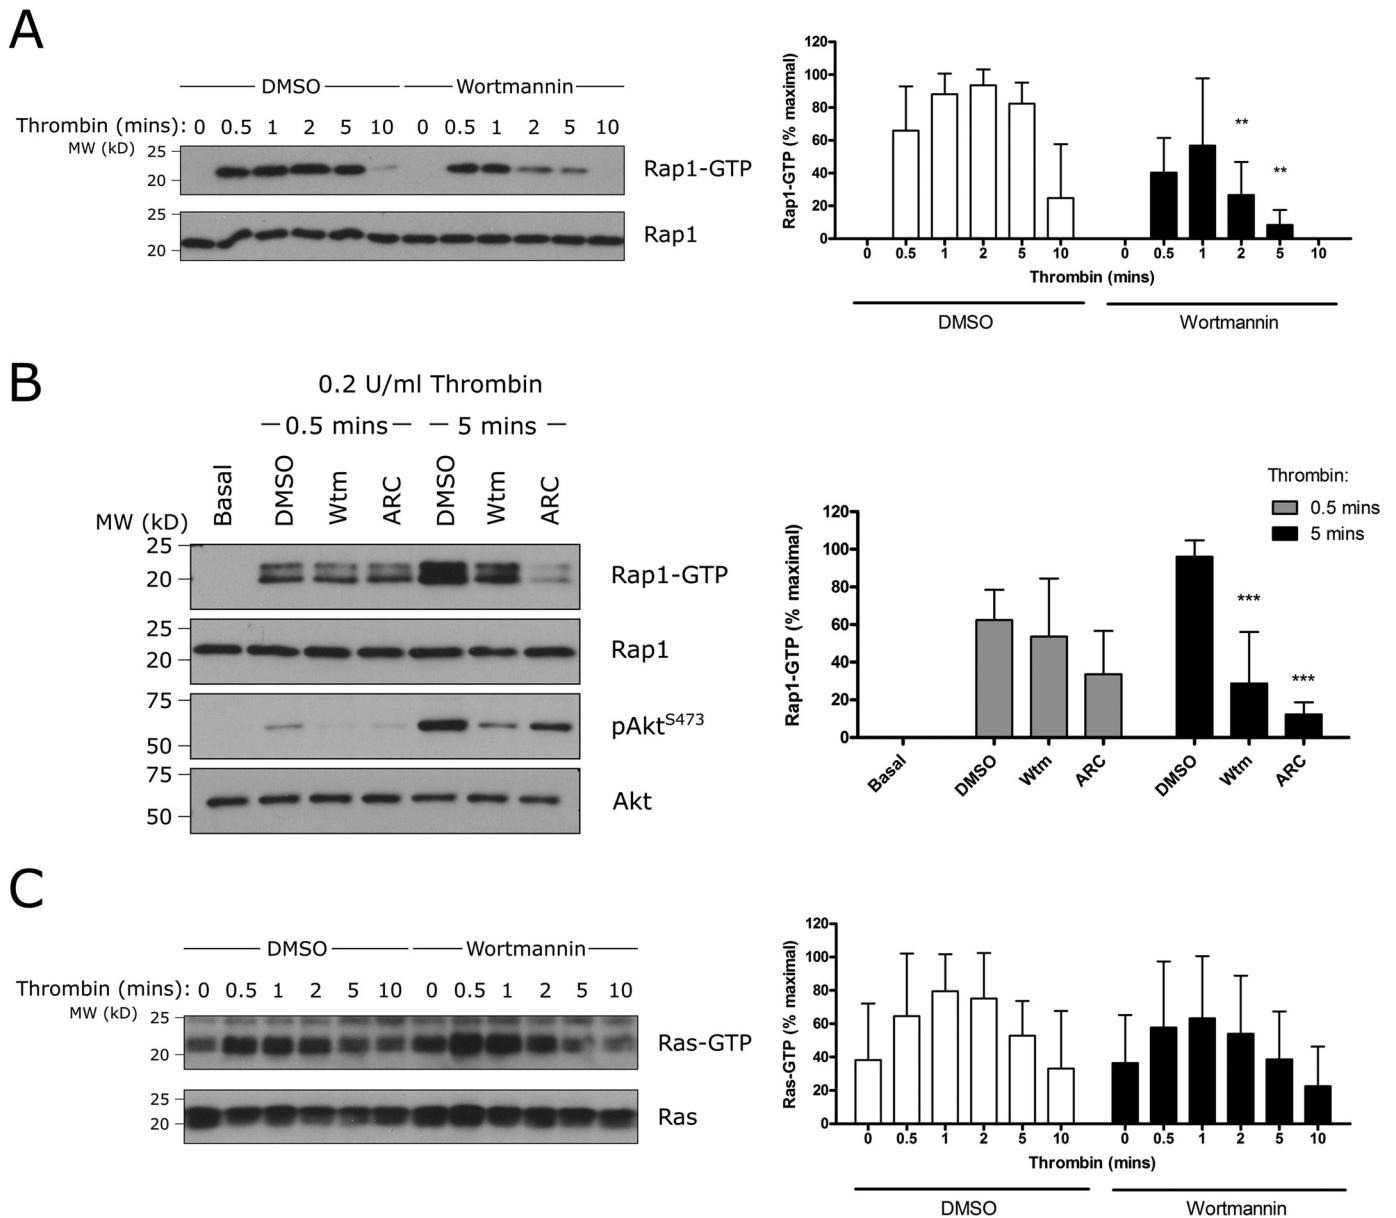 A
DMSO Wortmannin
Thrombin (mins): 0 0.5 1 2 5 10 0 0.5 1 2 5 10
MW (kD)
25
20
Rap1-GTP
25
20
Rap1
Rap1-GTP (% maximal)
120
100
80
60
40
20
0
** **
0 0.5 1 2 5 10 0 0.5 1 2 5 10
Thrombin (mins)
DMSO Wortmannin
B
0.2 U/ml Thrombin
0.5 mins 5 mins
Basal DMSO Wtm ARC DMSO Wtm ARC
MW (kD)
25
20
Rap1-GTP
25
20
Rap1
75
50
pAktS473
75
50
Akt
Thrombin:
0.5 mins
5 mins
Rap1-GTP (% maximal)
120
100
80
60
40
20
0
*** ***
Basal DMSO Wtm ARC DMSO Wtm ARC
C
DMSO Wortmannin
Thrombin (mins): 0 0.5 1 2 5 10 0 0.5 1 2 5 10
MW (kD)
25
20
Ras-GTP
25
20
Ras
Ras-GTP (% maximal)
120
100
80
60
40
20
0
0 0.5 1 2 5 10 0 0.5 1 2 5 10
Thrombin (mins)
DMSO Wortmannin